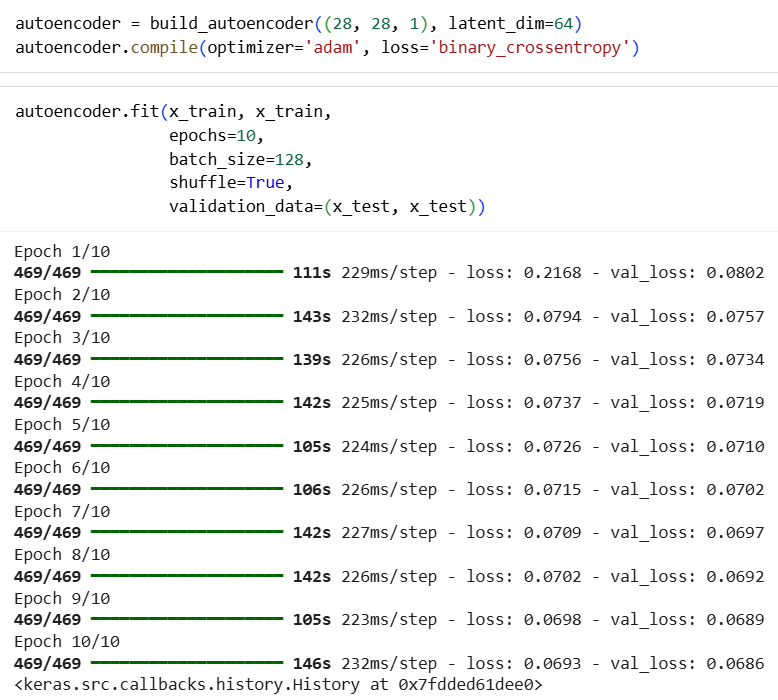 autoencoder = build_autoencoder((28, 28, 1), latent_dim=64)
autoencoder.compile(optimizer='adam', loss='binary_crossentropy')
autoencoder.fit(x_train, x_train,
                epochs=10,
                batch_size=128,
                shuffle=True,
                validation_data=(x_test, x_test))
Epoch 1/10
469/469 111s 229ms/step - loss: 0.2168 - val_loss: 0.0802
Epoch 2/10
469/469 143s 232ms/step - loss: 0.0794 - val_loss: 0.0757
Epoch 3/10
469/469 139s 226ms/step - loss: 0.0756 - val_loss: 0.0734
Epoch 4/10
469/469 142s 225ms/step - loss: 0.0737 - val_loss: 0.0719
Epoch 5/10
469/469 105s 224ms/step - loss: 0.0726 - val_loss: 0.0710
Epoch 6/10
469/469 106s 226ms/step - loss: 0.0715 - val_loss: 0.0702
Epoch 7/10
469/469 142s 227ms/step - loss: 0.0709 - val_loss: 0.0697
Epoch 8/10
469/469 142s 226ms/step - loss: 0.0702 - val_loss: 0.0692
Epoch 9/10
469/469 105s 223ms/step - loss: 0.0698 - val_loss: 0.0689
Epoch 10/10
469/469 146s 232ms/step - loss: 0.0693 - val_loss: 0.0686
<keras.src.callbacks.history.History at 0x7fdded61dee0>